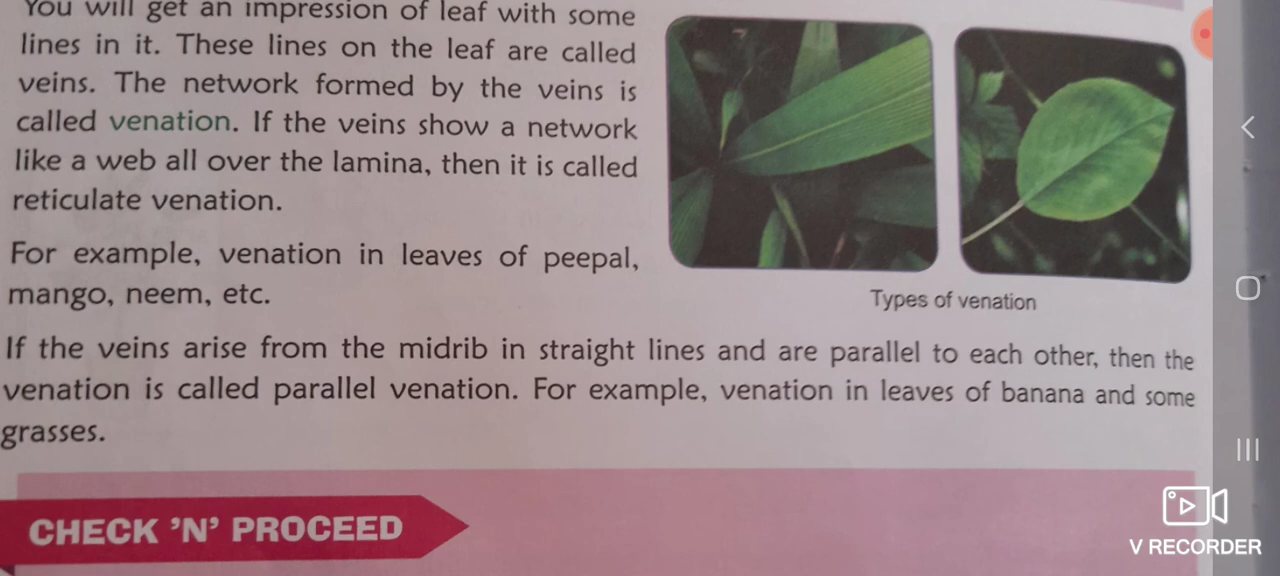 You will get an impression of leaf with some
lines in it. These lines on the leaf are called
veins. The network formed by the veins is
called venation. If the veins show a network
like a web all over the lamina, then it is called
reticulate venation.
For example, venation in leaves of peepal,
mango, neem, etc.
Types of venation
If the veins arise from the midrib in straight lines and are parallel to each other, then the
venation is called parallel venation. For example, venation in leaves of banana and some
grasses.
CHECK 'N' PROCEED
V RECORDER